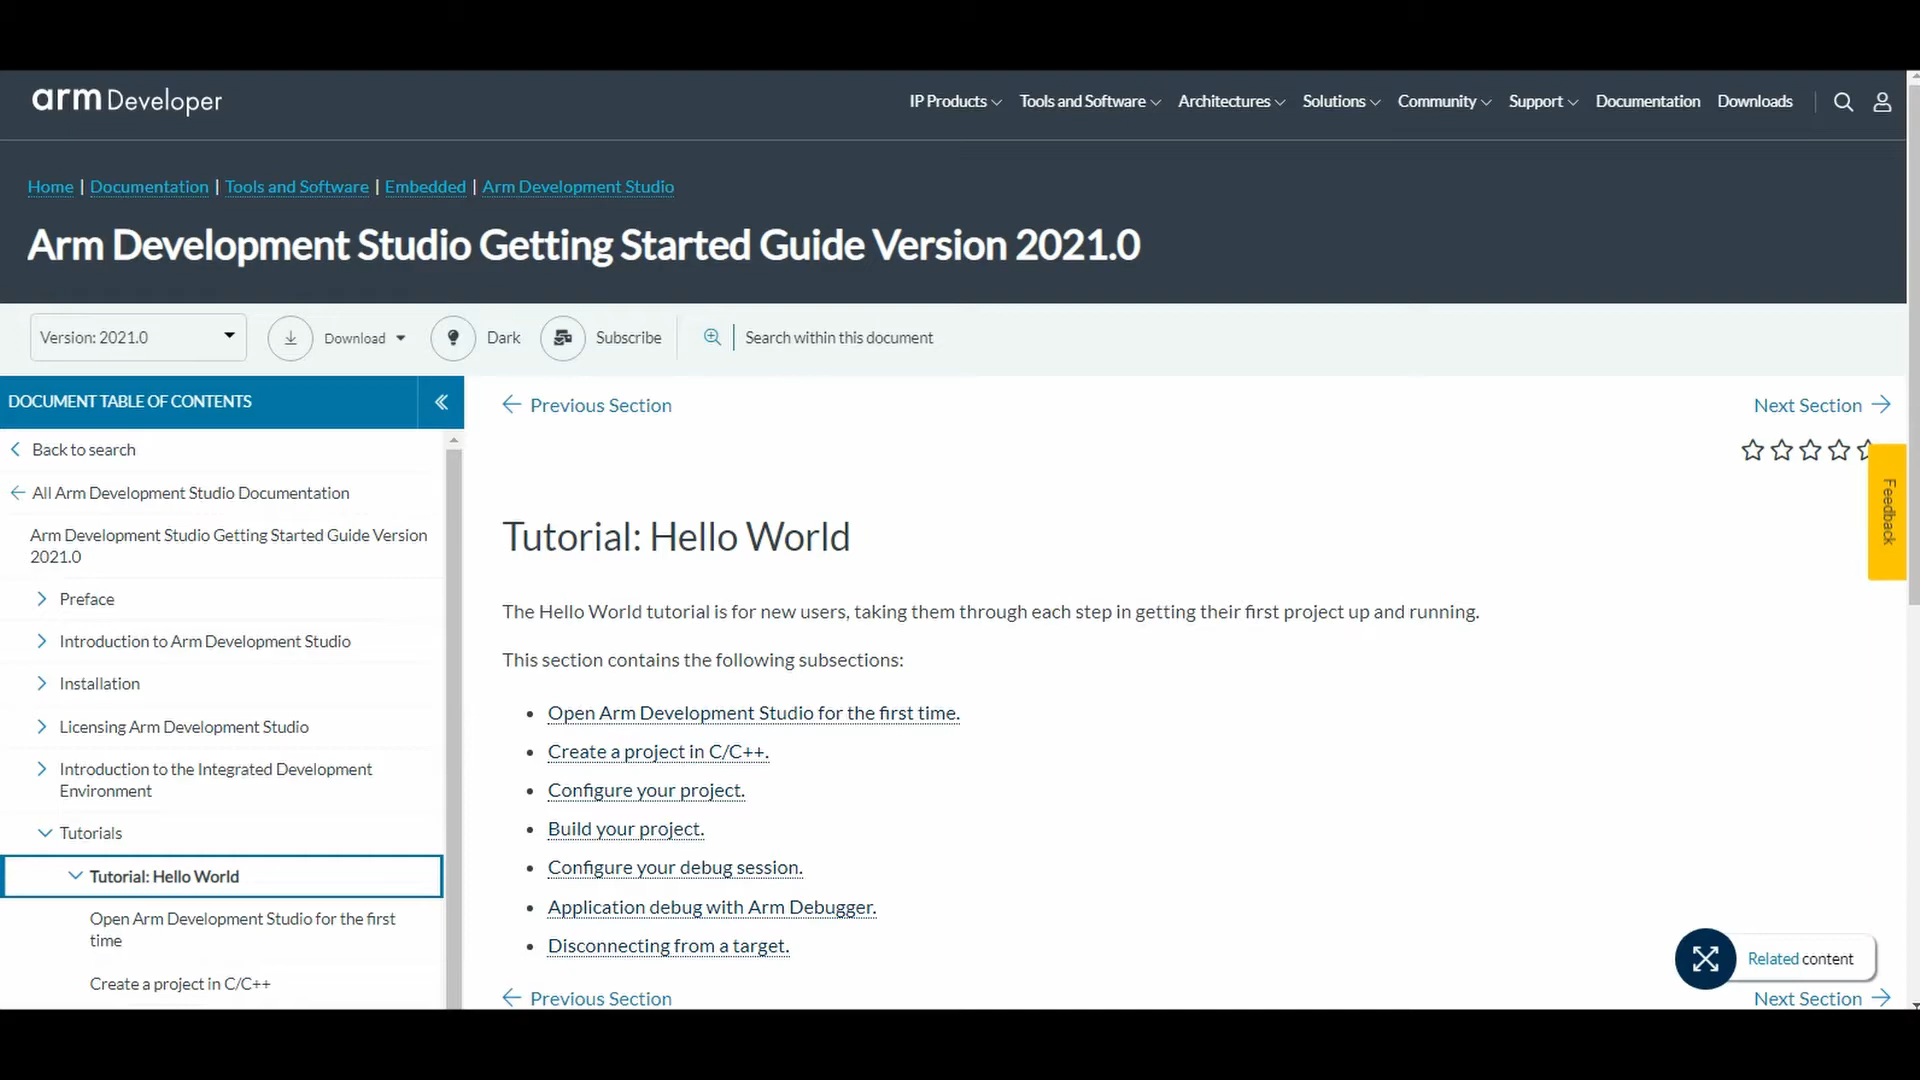 arm Developer
IP Products Tools and Software Architectures Solutions Community Support Documentation Downloads
Home | Documentation | Tools and Software | Embedded | Arm Development Studio
Arm Development Studio Getting Started Guide Version 2021.0
Version: 2021.0 Download Dark Subscribe Search within this document
DOCUMENT TABLE OF CONTENTS
Back to search
All Arm Development Studio Documentation
Arm Development Studio Getting Started Guide Version
2021.0
Preface
Introduction to Arm Development Studio
Installation
Licensing Arm Development Studio
Introduction to the Integrated Development
Environment
Tutorials
Tutorial: Hello World
Open Arm Development Studio for the first
time
Create a project in C/C++
Previous Section
Next Section
Feedback
Tutorial: Hello World
The Hello World tutorial is for new users, taking them through each step in getting their first project up and running.
This section contains the following subsections:
• Open Arm Development Studio for the first time.
• Create a project in C/C++.
• Configure your project.
• Build your project.
• Configure your debug session.
• Application debug with Arm Debugger.
• Disconnecting from a target.
Related content
Previous Section
Next Section